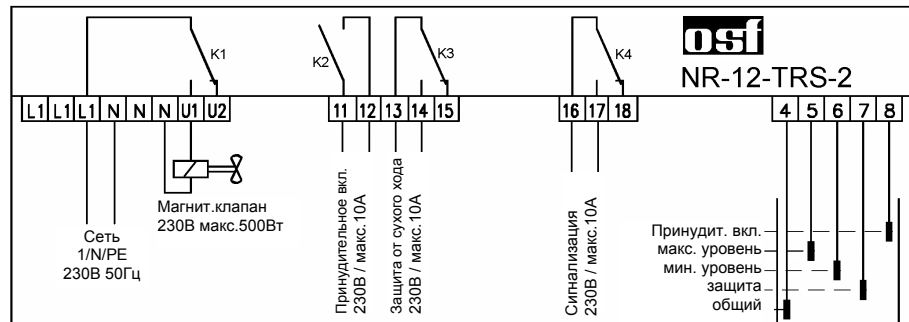 osf
NR-12-TRS-2
K1
K2
K3
K4
L1 L1 L1 N N N U1 U2
11 12 13 14 15
16 17 18
4 5 6 7 8
Сеть
1/N/PE
230В 50Гц
Магнит.клапан
230В макс.500Вт
Принудительное вкл.
230В / макс.10А
Защита от сухого хода
230В / макс.10А
Сигнализация
230В / макс.10А
Принудит. вкл.
макс. уровень
мин. уровень
защита
общий